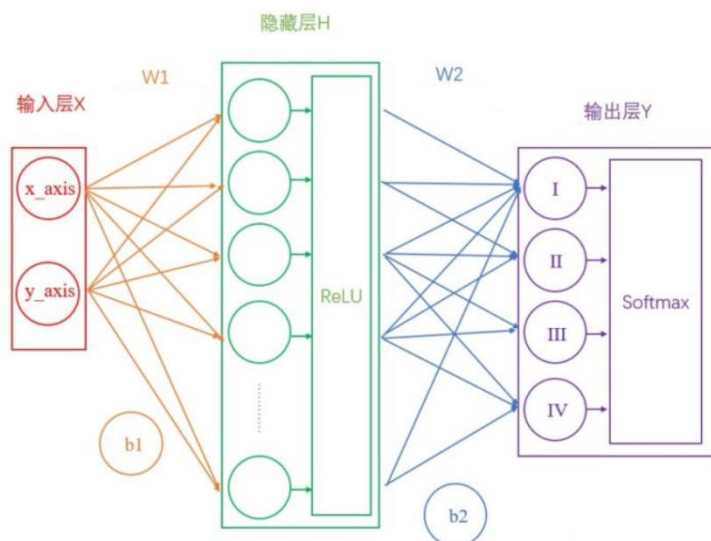 隐藏层H
W1
W2
输入层X
输出层Y
x_axis
y_axis
ReLU
I
II
III
IV
Softmax
b1
b2